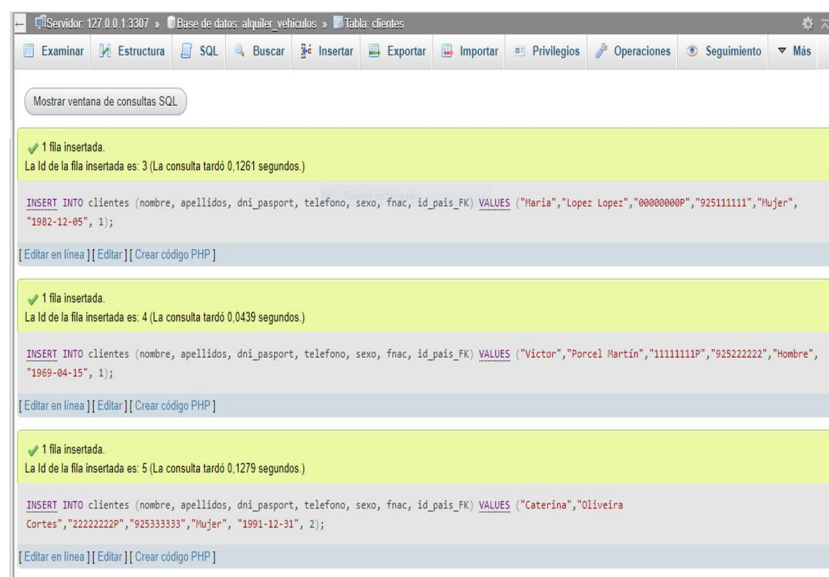 Servidor: 127.0.0.1:3307 » Base de datos: alquiler_vehiculos » Tabla: clientes
Examinar Estructura SQL Buscar Insertar Exportar Importar Privilegios Operaciones Seguimiento Más
Mostrar ventana de consultas SQL
1 fila insertada.
La Id de la fila insertada es: 3 (La consulta tardó 0,1261 segundos.)
INSERT INTO clientes (nombre, apellidos, dni_pasport, telefono, sexo, fnac, id_pais_FK) VALUES ("Maria","Lopez Lopez","00000000P","925111111","Mujer",
"1982-12-05", 1);
[ Editar en línea ] [ Editar ] [ Crear código PHP ]
1 fila insertada.
La Id de la fila insertada es: 4 (La consulta tardó 0,0439 segundos.)
INSERT INTO clientes (nombre, apellidos, dni_pasport, telefono, sexo, fnac, id_pais_FK) VALUES ("Victor","Porcel Martín","11111111P","925222222","Hombre",
"1969-04-15", 1);
[ Editar en línea ] [ Editar ] [ Crear código PHP ]
1 fila insertada.
La Id de la fila insertada es: 5 (La consulta tardó 0,1279 segundos.)
INSERT INTO clientes (nombre, apellidos, dni_pasport, telefono, sexo, fnac, id_pais_FK) VALUES ("Caterina","Oliveira
Cortes","22222222P","925333333","Mujer", "1991-12-31", 2);
[ Editar en línea ] [ Editar ] [ Crear código PHP ]